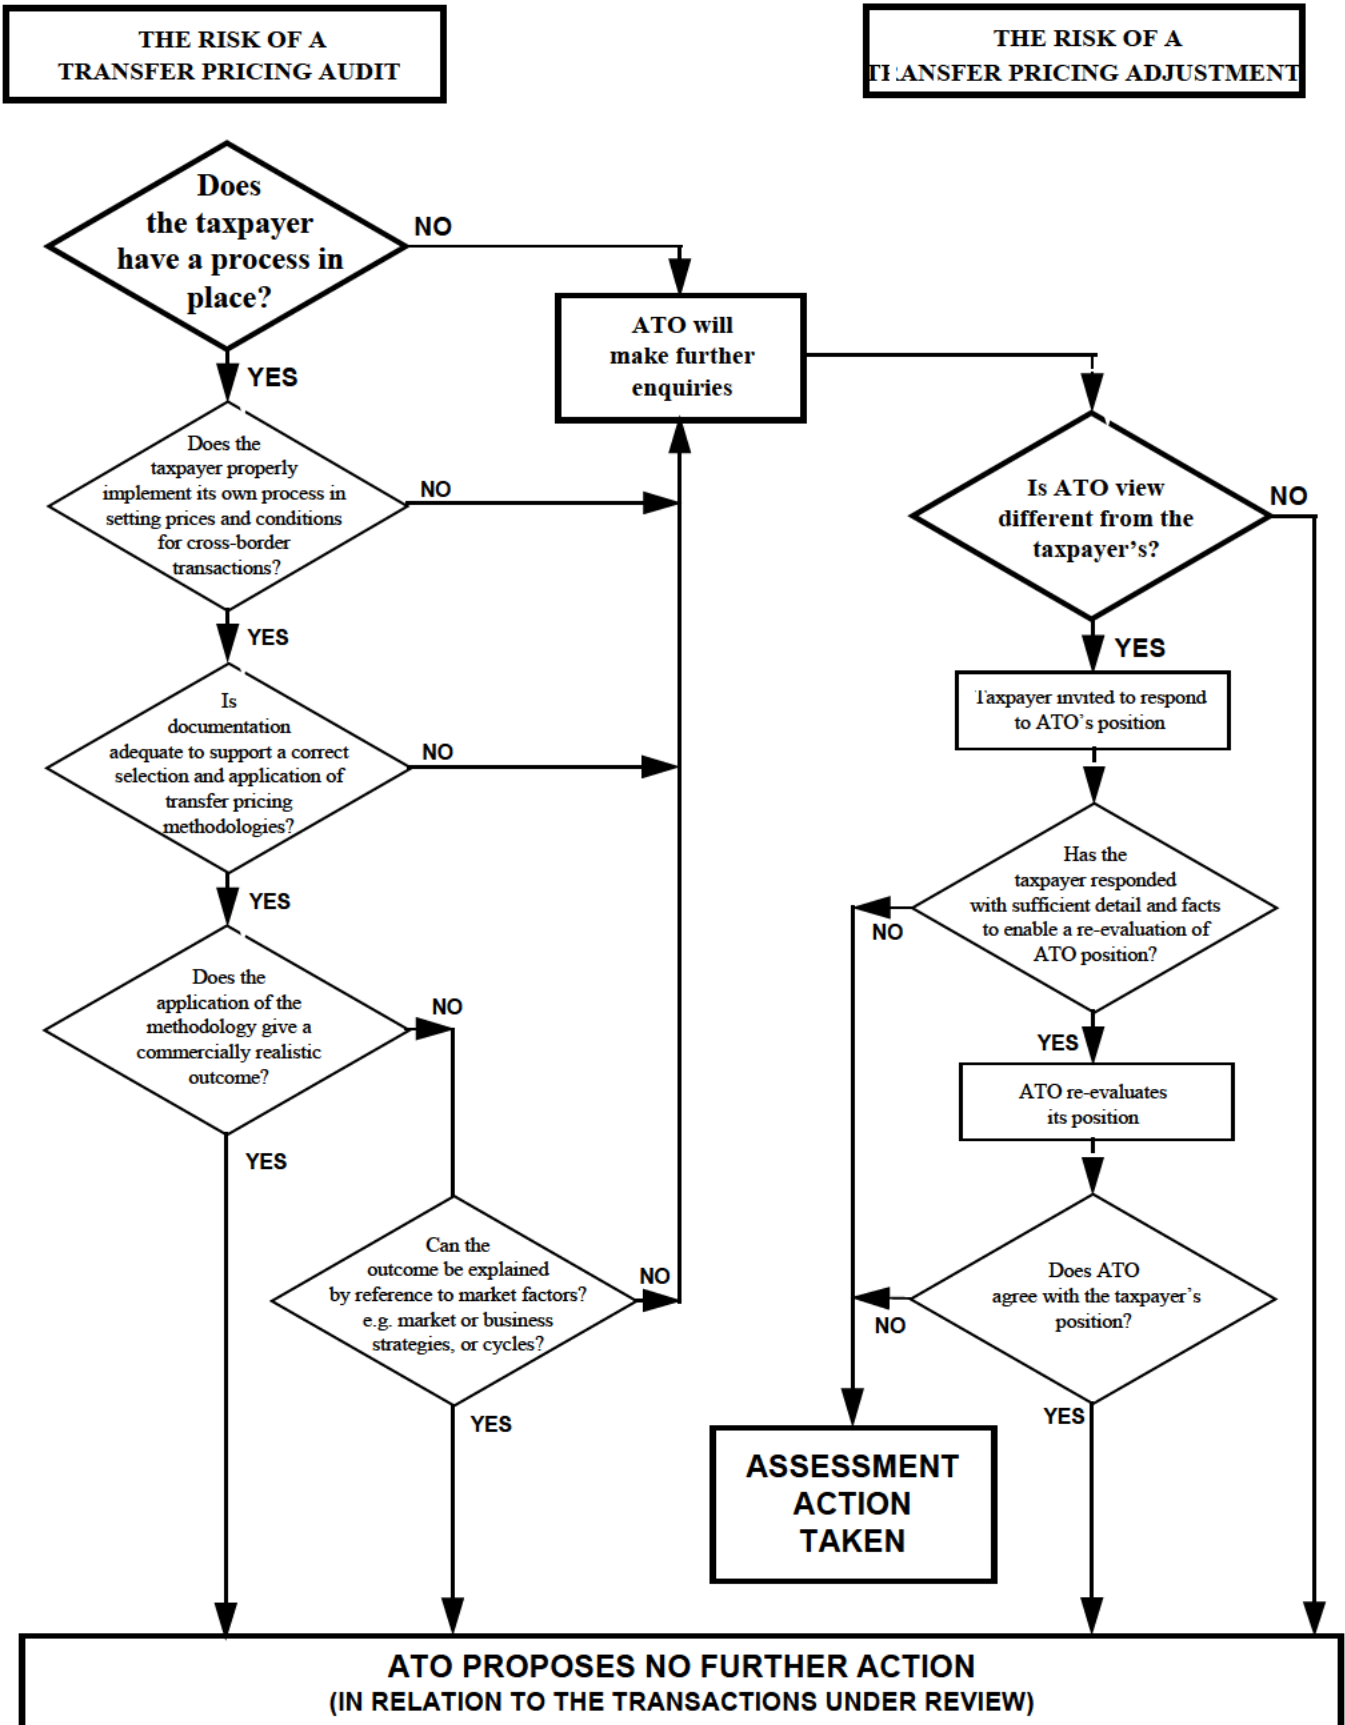 THE RISK OF A
TRANSFER PRICING AUDIT
THE RISK OF A
TRANSFER PRICING ADJUSTMENT
Does
the taxpayer
have a process in
place?
NO
YES
ATO will
make further
enquiries
Does the
taxpayer properly
implement its own process in
setting prices and conditions
for cross-border
transactions?
NO
YES
Is
documentation
adequate to support a correct
selection and application of
transfer pricing
methodologies?
NO
YES
Does the
application of the
methodology give a
commercially realistic
outcome?
NO
YES
Can the
outcome be explained
by reference to market factors?
e.g. market or business
strategies, or cycles?
NO
YES
Is ATO view
different from the
taxpayer's?
NO
YES
Taxpayer invited to respond
to ATO's position
Has the
taxpayer responded
with sufficient detail and facts
to enable a re-evaluation of
ATO position?
NO
YES
ATO re-evaluates
its position
Does ATO
agree with the taxpayer's
position?
NO
YES
ASSESSMENT
ACTION
TAKEN
ATO PROPOSES NO FURTHER ACTION
(IN RELATION TO THE TRANSACTIONS UNDER REVIEW)